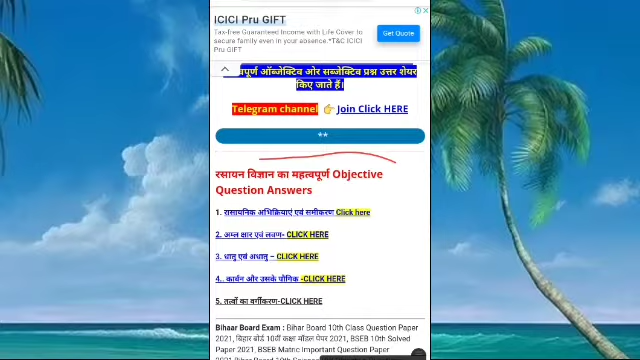 ICICI Pru GIFT
Tax-free Guaranteed Income with Life Cover to
secure family even in your absence.*T&C ICICI
Pru GIFT
Get Quote
ऑब्जेक्टिव और सब्जेक्टिव प्रश्न उत्तर शेयर
किए जाते हैं।
Telegram channel 👉 Join Click HERE
**
रसायन विज्ञान का महत्वपूर्ण Objective
Question Answers
1. रासायनिक अभिक्रियाएं एवं समीकरण Click here
2. अम्ल क्षार एवं लवण- CLICK HERE
3. धातु एवं अधातु – CLICK HERE
4.. कार्बन और उसके यौगिक -CLICK HERE
5. तत्वों का वर्गीकरण-CLICK HERE
Bihaar Board Exam : Bihar Board 10th Class Question Paper
2021, बिहार बोर्ड 10वीं कक्षा मॉडल पेपर 2021, BSEB 10th Solved
Paper 2021, BSEB Matric Important Question Paper